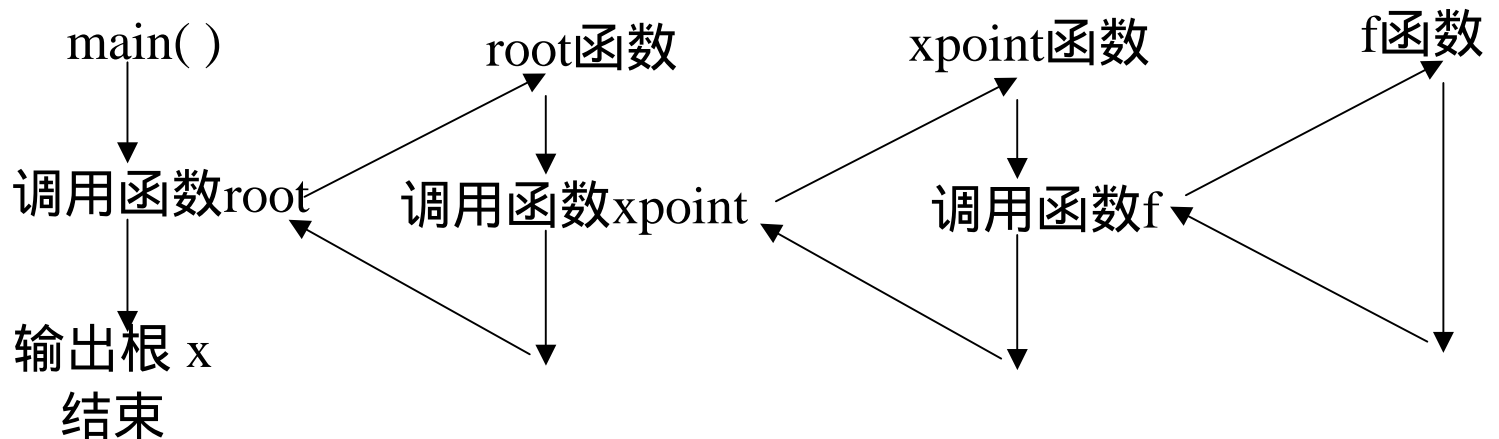 main( )
root函数
xpoint函数
f函数
调用函数root
调用函数xpoint
调用函数f
输出根 x
结束